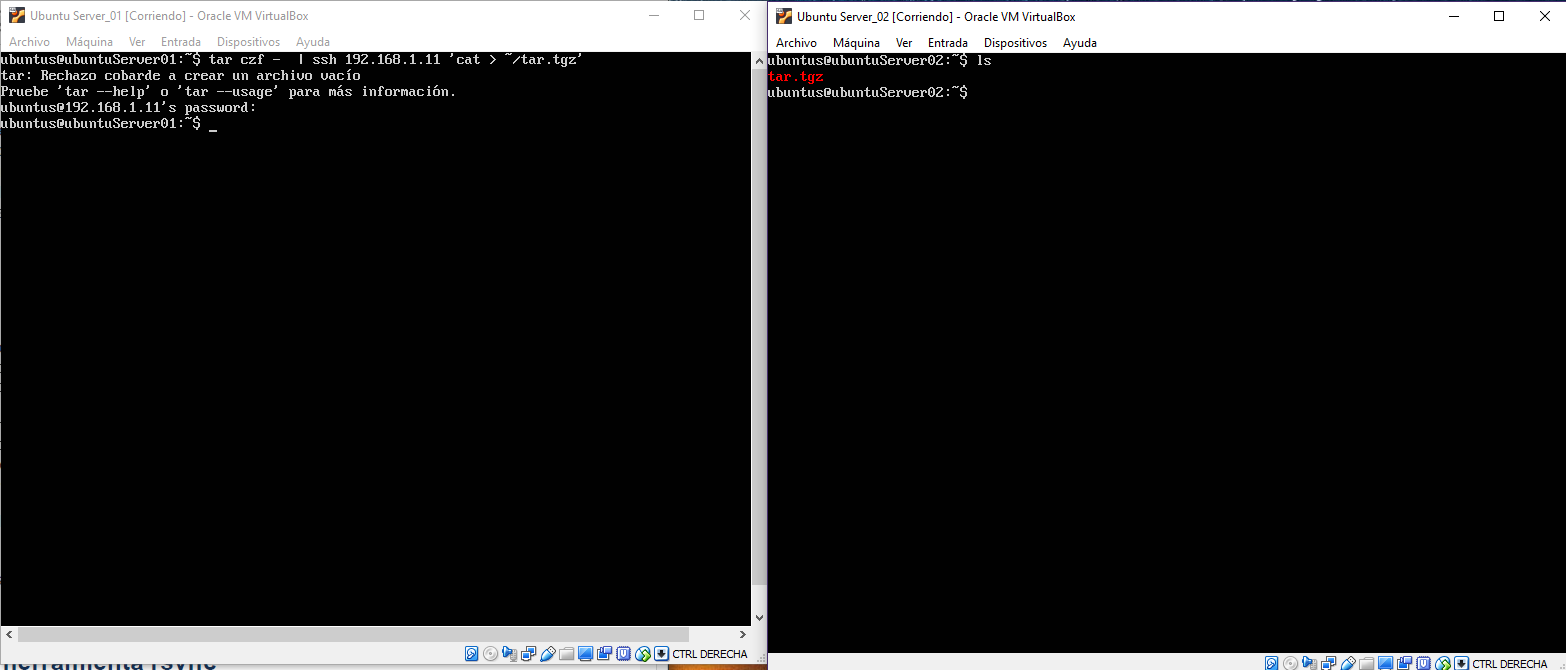 Ubuntu Server_01 [Corriendo] - Oracle VM VirtualBox
Archivo Máquina Ver Entrada Dispositivos Ayuda
ubuntus@ubuntuServer01:~$ tar czf - | ssh 192.168.1.11 'cat > ~/tar.tgz'
tar: Rechazo cobarde a crear un archivo vacío
Pruebe 'tar --help' o 'tar --usage' para más información.
ubuntus@192.168.1.11's password:
ubuntus@ubuntuServer01:~$ _
CTRL DERECHA
herramienta rsync
Ubuntu Server_02 [Corriendo] - Oracle VM VirtualBox
Archivo Máquina Ver Entrada Dispositivos Ayuda
ubuntus@ubuntuServer02:~$ ls
tar.tgz
ubuntus@ubuntuServer02:~$
CTRL DERECHA